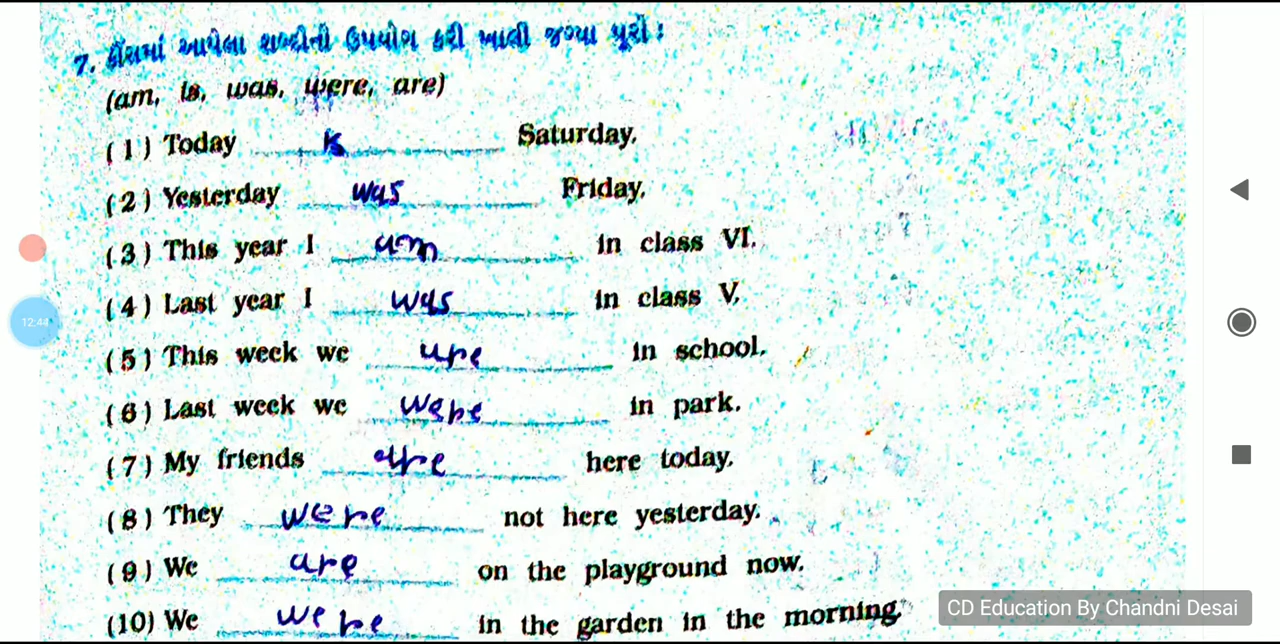 7. કૌંસમાં આપેલા શબ્દોનો ઉપયોગ કરી ખાલી જગ્યા પૂરો :
(am, is, was, were, are)
(1) Today is Saturday.
(2) Yesterday was Friday.
(3) This year I am in class VI.
(4) Last year I was in class V.
(5) This week we are in school.
(6) Last week we were in park.
(7) My friends are here today.
(8) They were not here yesterday.
(9) We are on the playground now.
(10) We were in the garden in the morning.
12:44
CD Education By Chandni Desai